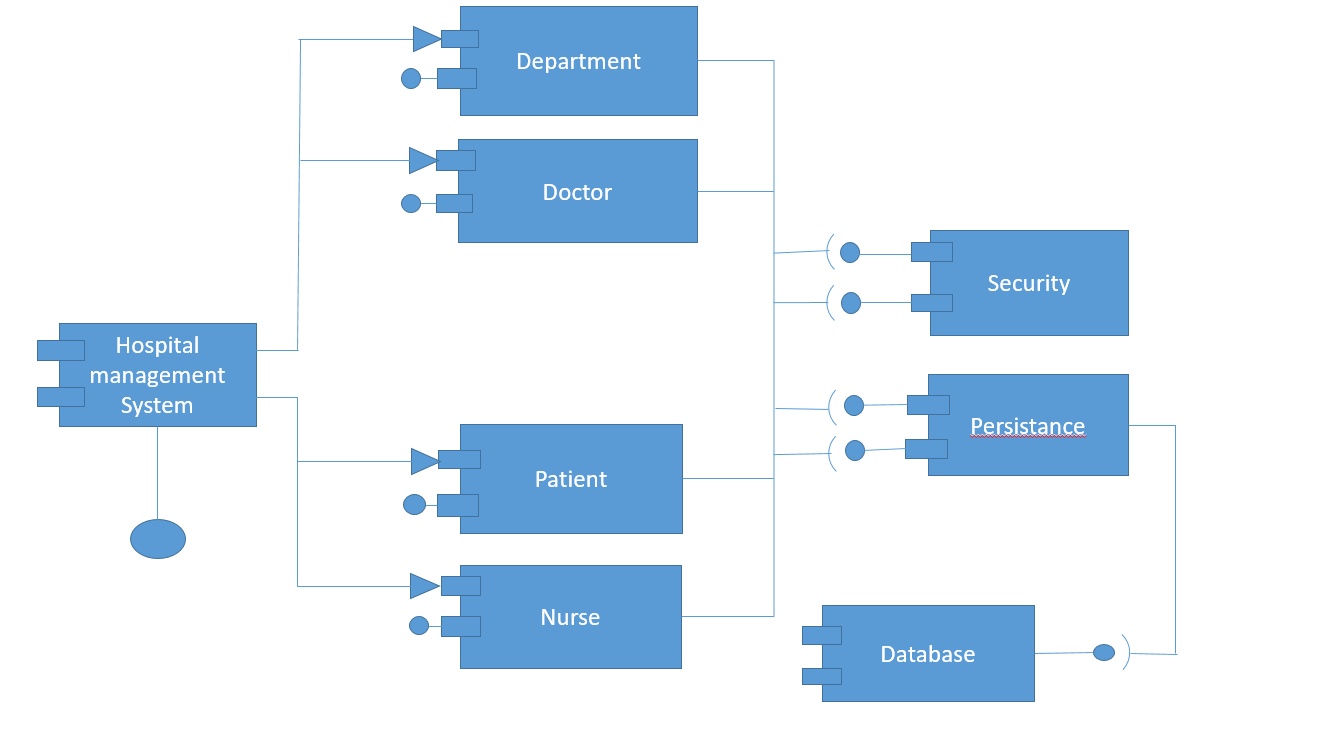 Department
Doctor
Security
Hospital
management
System
Persistance
Patient
Nurse
Database